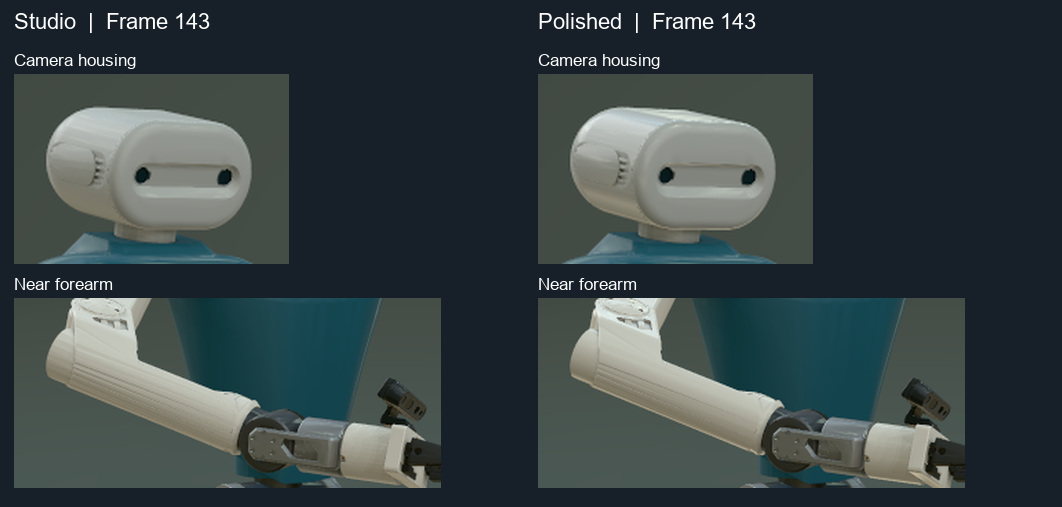 Studio | Frame 143
Polished | Frame 143
Camera housing
Camera housing
Near forearm
Near forearm